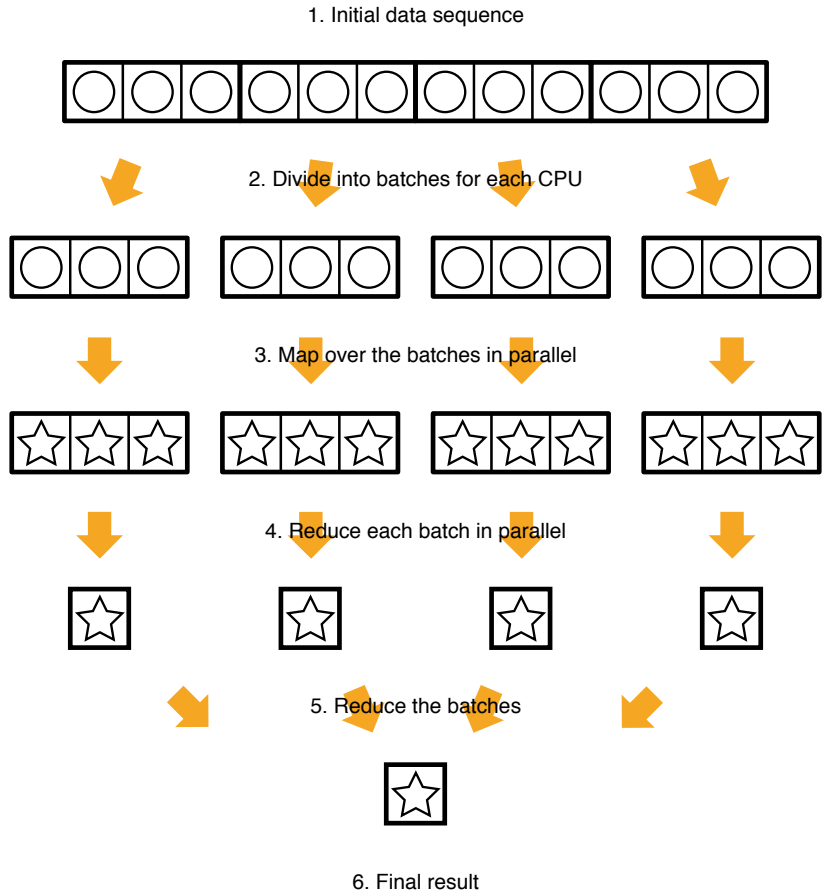 1. Initial data sequence
2. Divide into batches for each CPU
3. Map over the batches in parallel
4. Reduce each batch in parallel
5. Reduce the batches
6. Final result